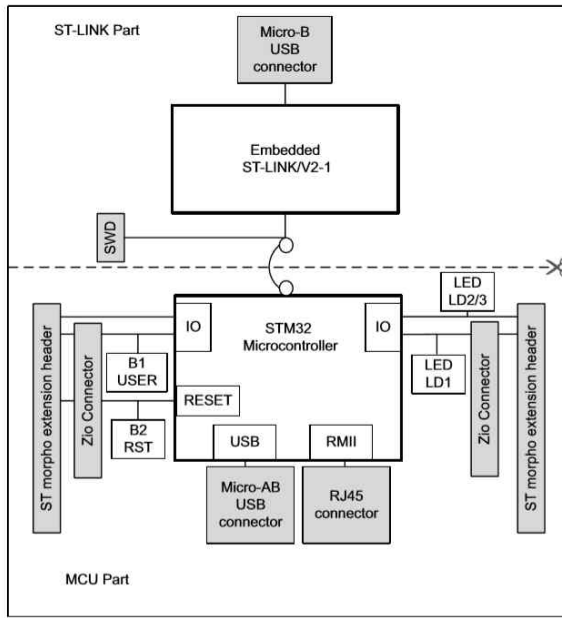 ST-LINK Part
Micro-B
USB
connector
Embedded
ST-LINK/V2-1
SWD
LED
LD2/3
IO
STM32
Microcontroller
IO
B1
USER
LED
LD1
ST morpho extension header
Zio Connector
RESET
B2
RST
Zio Connector
ST morpho extension header
USB
RMII
Micro-AB
USB
connector
RJ45
connector
MCU Part